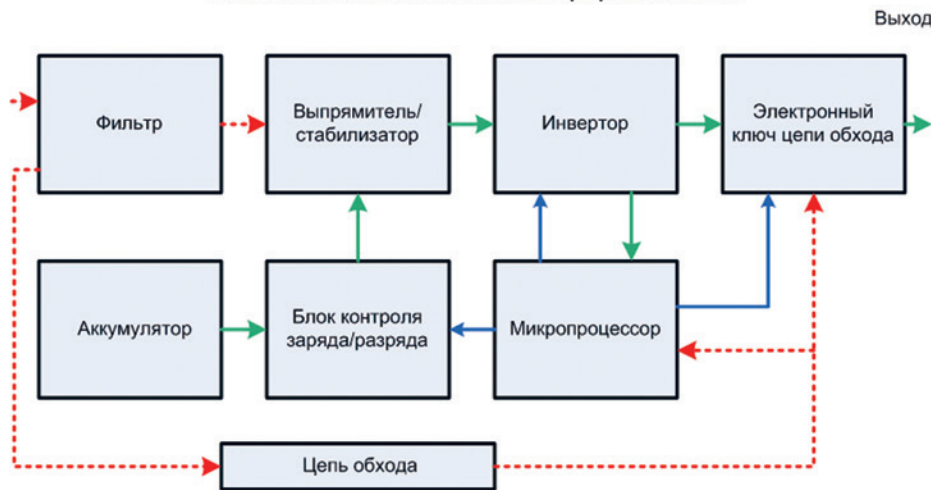 Выход
Фильтр
Выпрямитель/
стабилизатор
Инвертор
Электронный
ключ цепи обхода
Аккумулятор
Блок контроля
заряда/разряда
Микропроцессор
Цепь обхода